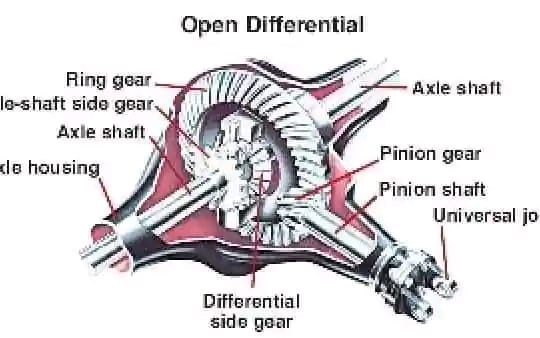 Open Differential
Ring gear
le-shaft side gear
Axle shaft
xle housing
Axle shaft
Pinion gear
Pinion shaft
Universal jo
Differential
side gear